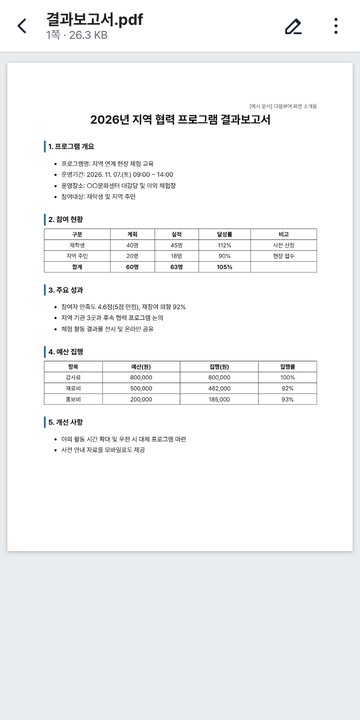 결과보고서.pdf
1쪽 · 26.3 KB
[예시 문서] 다봄뷰어 화면 소개용
2026년 지역 협력 프로그램 결과보고서
1. 프로그램 개요
• 프로그램명: 지역 연계 현장 체험 교육
• 운영기간: 2026. 11. 07.(토) 09:00 ~ 14:00
• 운영장소: ○○문화센터 대강당 및 야외 체험장
• 참여대상: 재학생 및 지역 주민
2. 참여 현황
구분 계획 실적 달성률 비고
재학생 40명 45명 112% 사전 신청
지역 주민 20명 18명 90% 현장 접수
합계 60명 63명 105%
3. 주요 성과
• 참여자 만족도 4.6점(5점 만점), 재참여 의향 92%
• 지역 기관 3곳과 후속 협력 프로그램 논의
• 체험 활동 결과물 전시 및 온라인 공유
4. 예산 집행
항목 예산(원) 집행(원) 집행률
강사료 800,000 800,000 100%
재료비 500,000 462,000 92%
홍보비 200,000 185,000 93%
5. 개선 사항
• 야외 활동 시간 확대 및 우천 시 대체 프로그램 마련
• 사전 안내 자료를 모바일로도 제공